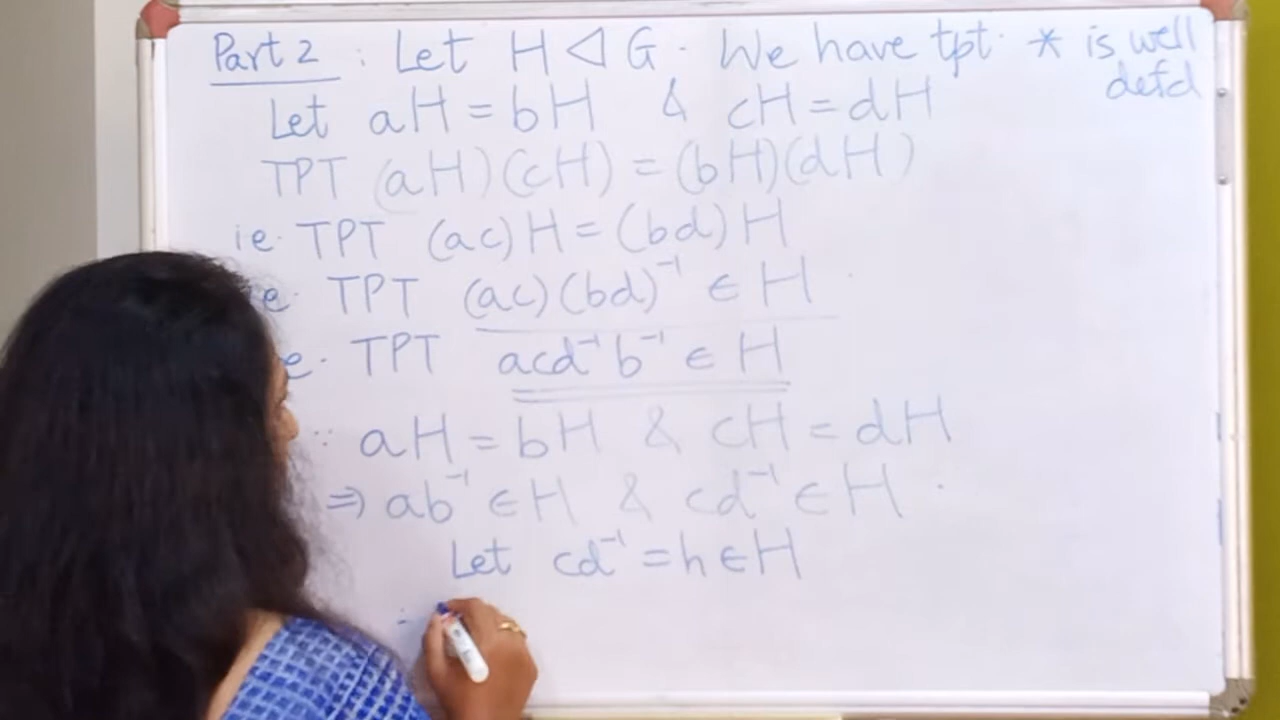 Part 2 : Let H ◁ G. We have tpt. * is well
defd
Let aH = bH & cH = dH
TPT (aH)(cH) = (bH)(dH)
ie. TPT (ac)H = (bd)H
e. TPT (ac)(bd)⁻¹ ∈ H
e. TPT acd⁻¹b⁻¹ ∈ H
∵ aH = bH & cH = dH
⇒ ab⁻¹ ∈ H & cd⁻¹ ∈ H.
Let cd⁻¹ = h ∈ H